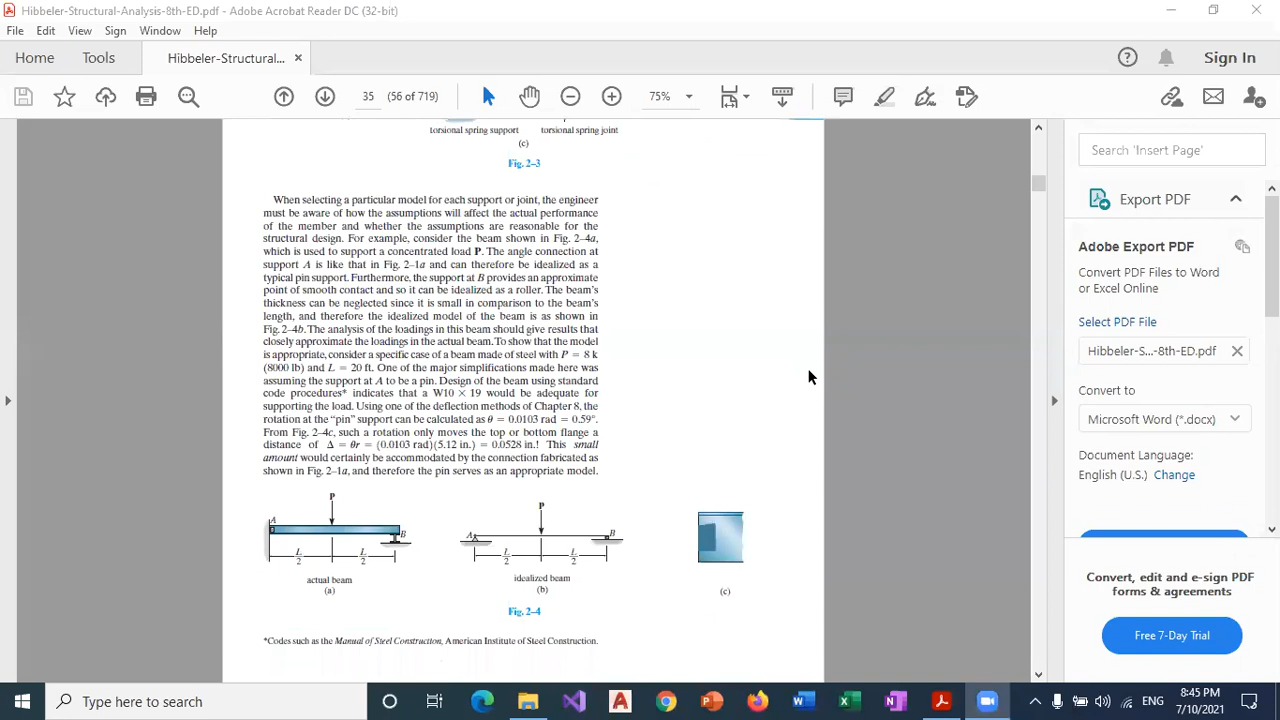 Hibbeler-Structural-Analysis-8th-ED.pdf - Adobe Acrobat Reader DC (32-bit)
File Edit View Sign Window Help
Home Tools Hibbeler-Structural... ×
Sign In
35 (56 of 719) 75%
torsional spring support torsional spring joint
(c)
Fig. 2–3
When selecting a particular model for each support or joint, the engineer
must be aware of how the assumptions will affect the actual performance
of the member and whether the assumptions are reasonable for the
structural design. For example, consider the beam shown in Fig. 2–4a,
which is used to support a concentrated load P. The angle connection at
support A is like that in Fig. 2–1a and can therefore be idealized as a
typical pin support. Furthermore, the support at B provides an approximate
point of smooth contact and so it can be idealized as a roller. The beam's
thickness can be neglected since it is small in comparison to the beam's
length, and therefore the idealized model of the beam is as shown in
Fig. 2–4b. The analysis of the loadings in this beam should give results that
closely approximate the loadings in the actual beam. To show that the model
is appropriate, consider a specific case of a beam made of steel with P = 8 k
(8000 lb) and L = 20 ft. One of the major simplifications made here was
assuming the support at A to be a pin. Design of the beam using standard
code procedures* indicates that a W10 × 19 would be adequate for
supporting the load. Using one of the deflection methods of Chapter 8, the
rotation at the "pin" support can be calculated as θ = 0.0103 rad = 0.59°.
From Fig. 2–4c, such a rotation only moves the top or bottom flange a
distance of Δ = θr = (0.0103 rad)(5.12 in.) = 0.0528 in.! This small
amount would certainly be accommodated by the connection fabricated as
shown in Fig. 2–1a, and therefore the pin serves as an appropriate model.
P
A
B
L/2 L/2
actual beam
(a)
P
A
B
L/2 L/2
idealized beam
(b)
(c)
Fig. 2–4
*Codes such as the Manual of Steel Construction, American Institute of Steel Construction.
Search 'Insert Page'
Export PDF
Adobe Export PDF
Convert PDF Files to Word
or Excel Online
Select PDF File
Hibbeler-S...-8th-ED.pdf
Convert to
Microsoft Word (*.docx)
Document Language:
English (U.S.) Change
Convert, edit and e-sign PDF
forms & agreements
Free 7-Day Trial
Type here to search
ENG
8:45 PM
7/10/2021